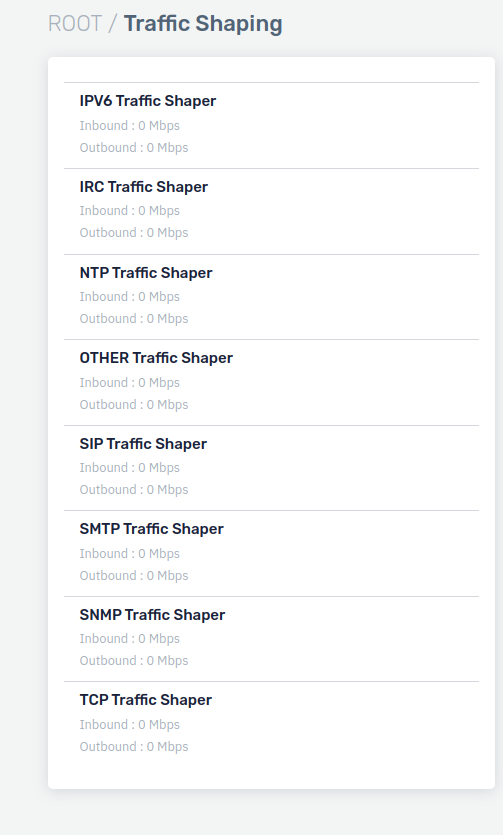 ROOT / Traffic Shaping
IPV6 Traffic Shaper
Inbound : 0 Mbps
Outbound : 0 Mbps
IRC Traffic Shaper
Inbound : 0 Mbps
Outbound : 0 Mbps
NTP Traffic Shaper
Inbound : 0 Mbps
Outbound : 0 Mbps
OTHER Traffic Shaper
Inbound : 0 Mbps
Outbound : 0 Mbps
SIP Traffic Shaper
Inbound : 0 Mbps
Outbound : 0 Mbps
SMTP Traffic Shaper
Inbound : 0 Mbps
Outbound : 0 Mbps
SNMP Traffic Shaper
Inbound : 0 Mbps
Outbound : 0 Mbps
TCP Traffic Shaper
Inbound : 0 Mbps
Outbound : 0 Mbps